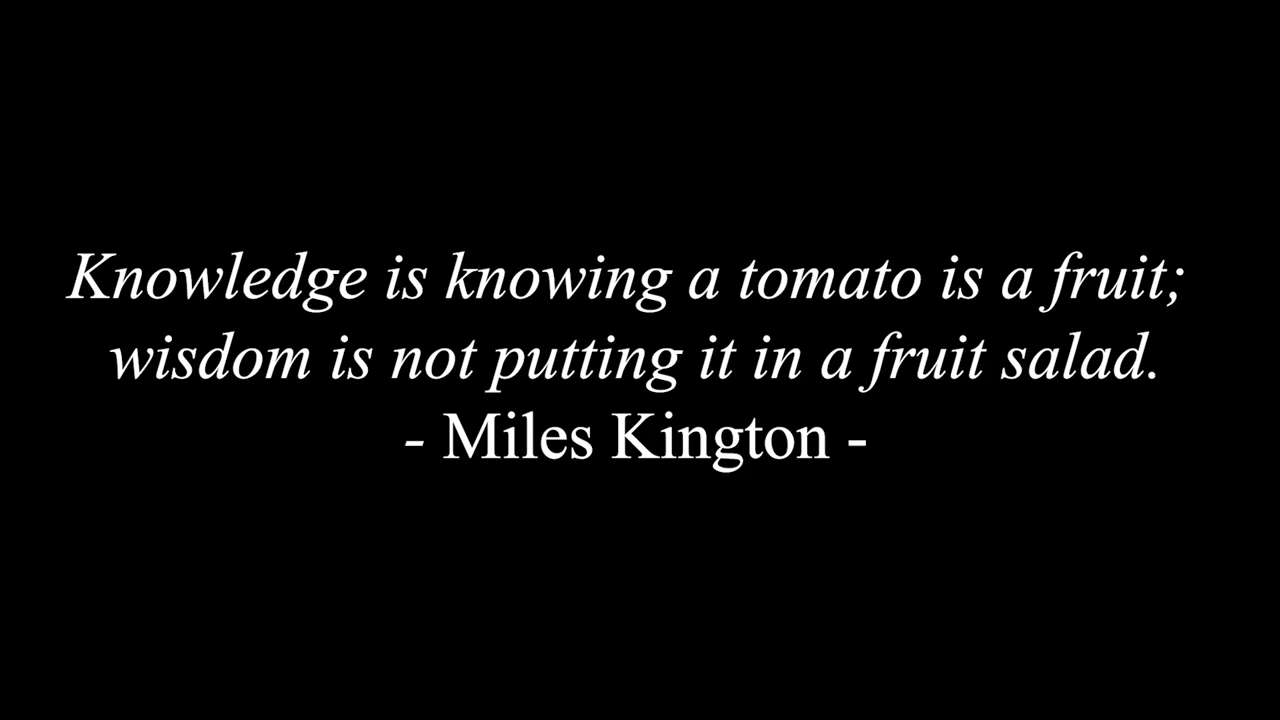 Knowledge is knowing a tomato is a fruit;
wisdom is not putting it in a fruit salad.
- Miles Kington -